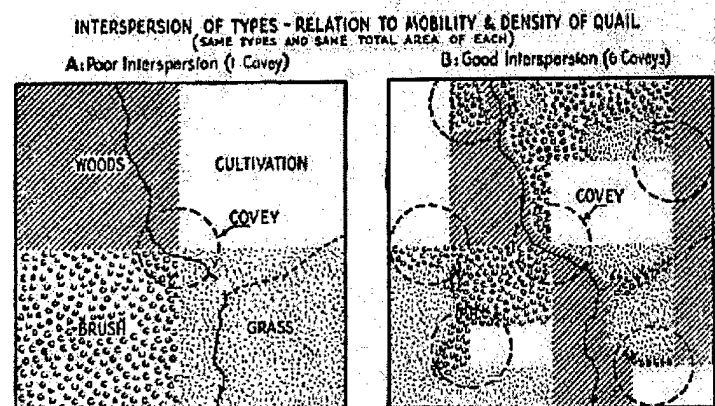 INTERSPERSION OF TYPES - RELATION TO MOBILITY & DENSITY OF QUAIL
(SAME TYPES AND SAME TOTAL AREA OF EACH)
A: Poor Interspersion (1 Covey)
B: Good Interspersion (6 Coveys)
WOODS
CULTIVATION
COVEY
BRUSH
GRASS
COVEY